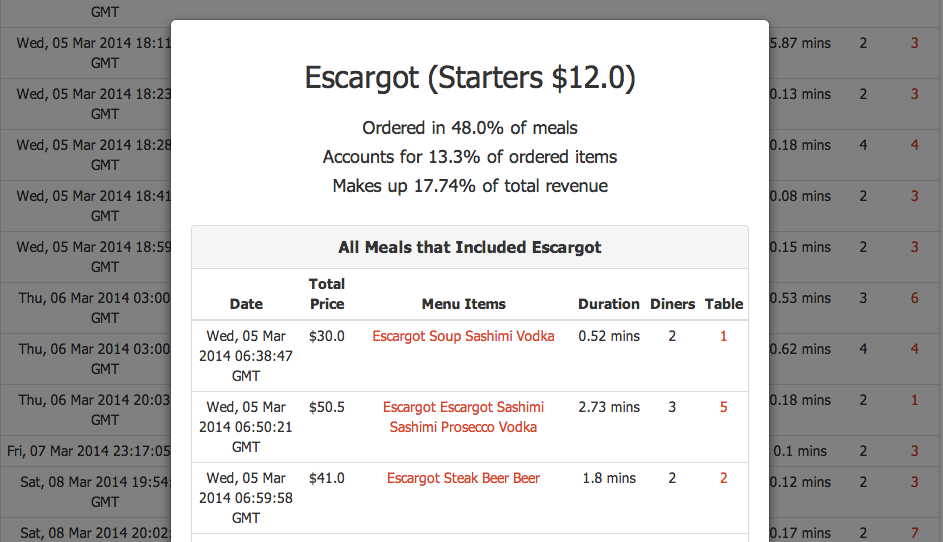 GMT
Wed, 05 Mar 2014 18:11
GMT
5.87 mins 2 3
Wed, 05 Mar 2014 18:23
GMT
0.13 mins 2 3
Wed, 05 Mar 2014 18:28
GMT
0.18 mins 4 4
Wed, 05 Mar 2014 18:41
GMT
0.08 mins 2 3
Wed, 05 Mar 2014 18:59
GMT
0.15 mins 2 3
Thu, 06 Mar 2014 03:00
GMT
0.53 mins 3 6
Thu, 06 Mar 2014 03:00
GMT
0.62 mins 4 4
Thu, 06 Mar 2014 20:03
GMT
0.18 mins 2 1
Fri, 07 Mar 2014 23:17:05
0.1 mins 2 3
Sat, 08 Mar 2014 19:54
GMT
0.12 mins 2 3
Sat, 08 Mar 2014 20:02
0.17 mins 2 7
Escargot (Starters $12.0)
Ordered in 48.0% of meals
Accounts for 13.3% of ordered items
Makes up 17.74% of total revenue
All Meals that Included Escargot
Total
Date Price Menu Items Duration Diners Table
Wed, 05 Mar $30.0 Escargot Soup Sashimi Vodka 0.52 mins 2 1
2014 06:38:47
GMT
Wed, 05 Mar $50.5 Escargot Escargot Sashimi 2.73 mins 3 5
2014 06:50:21 Sashimi Prosecco Vodka
GMT
Wed, 05 Mar $41.0 Escargot Steak Beer Beer 1.8 mins 2 2
2014 06:59:58
GMT